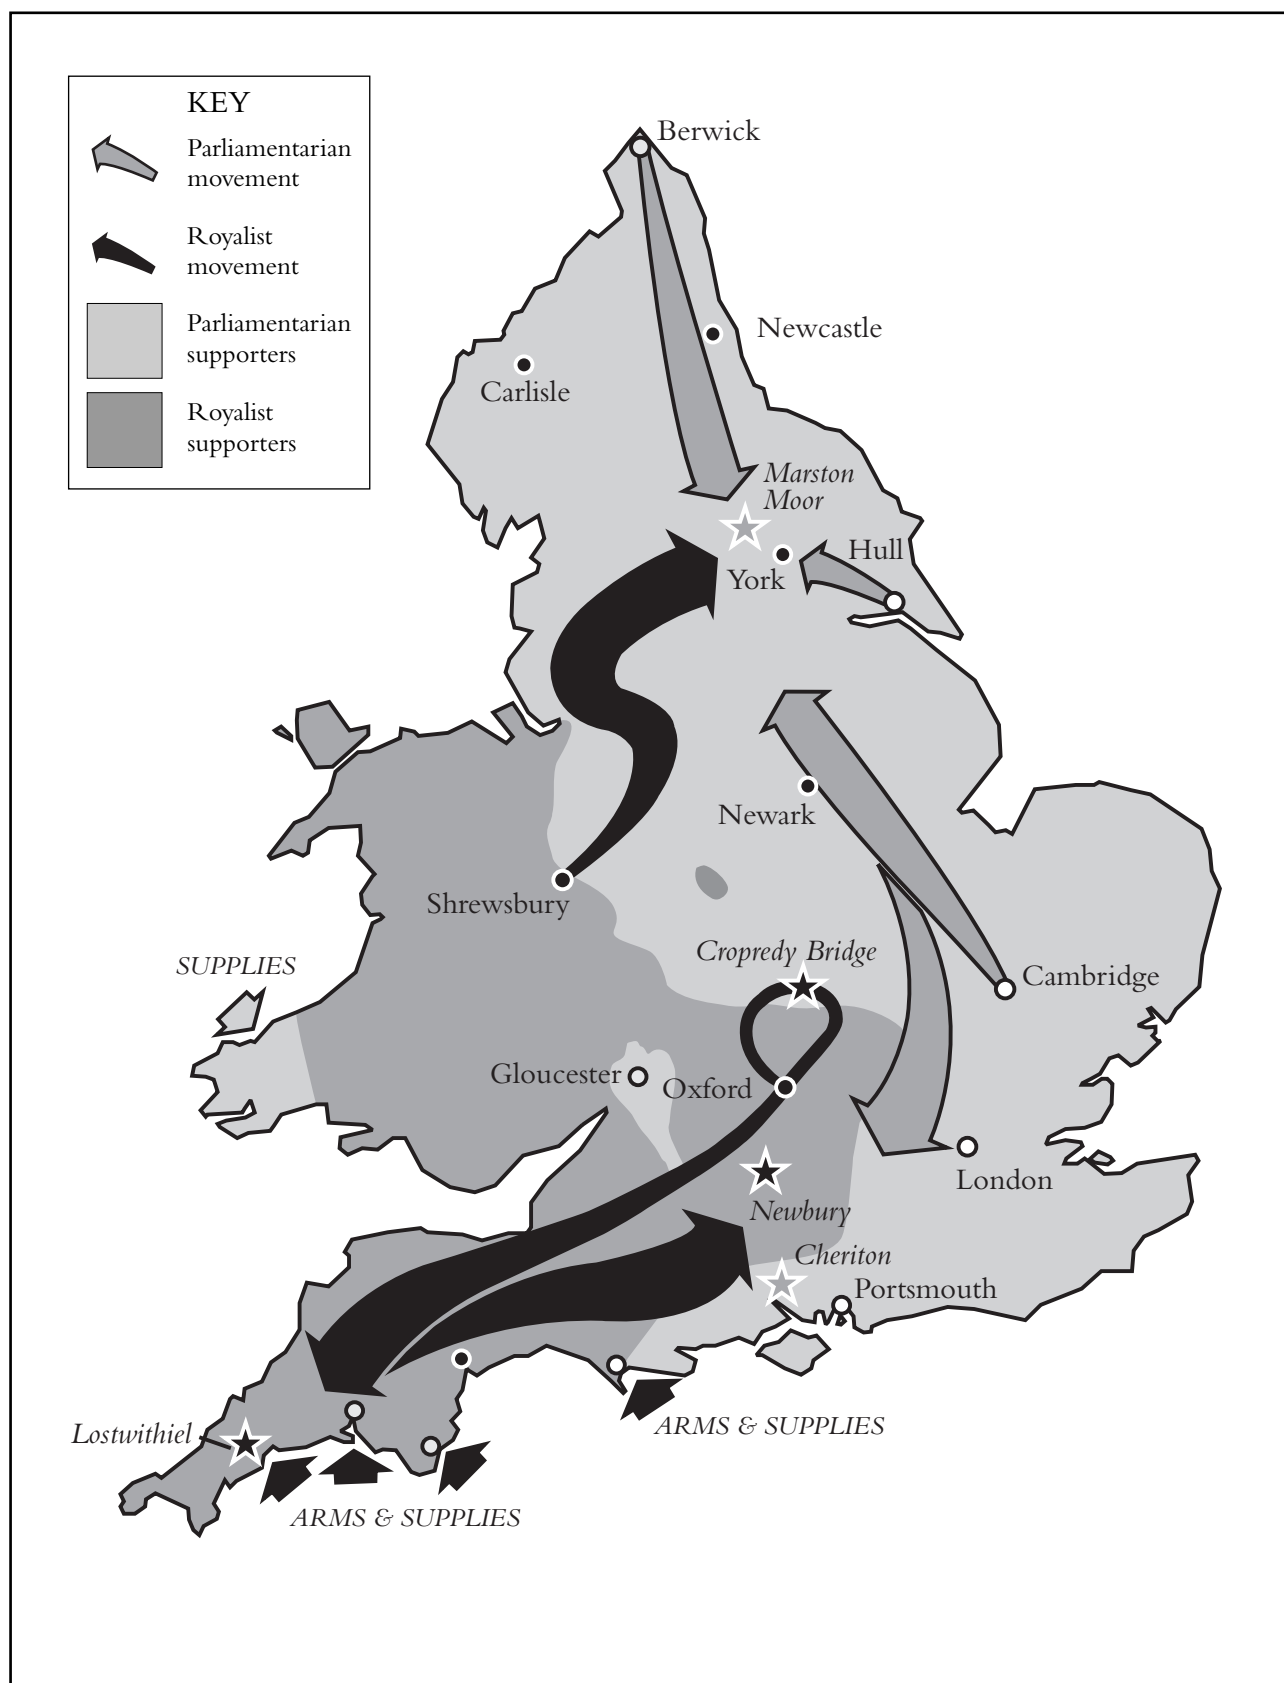 KEY
Parliamentarian
movement
Royalist
movement
Parliamentarian
supporters
Royalist
supporters
Berwick
Newcastle
Carlisle
Marston
Moor
Hull
York
Newark
Shrewsbury
Cropredy Bridge
SUPPLIES
Cambridge
Gloucester
Oxford
London
Newbury
Cheriton
Portsmouth
ARMS & SUPPLIES
Lostwithiel
ARMS & SUPPLIES